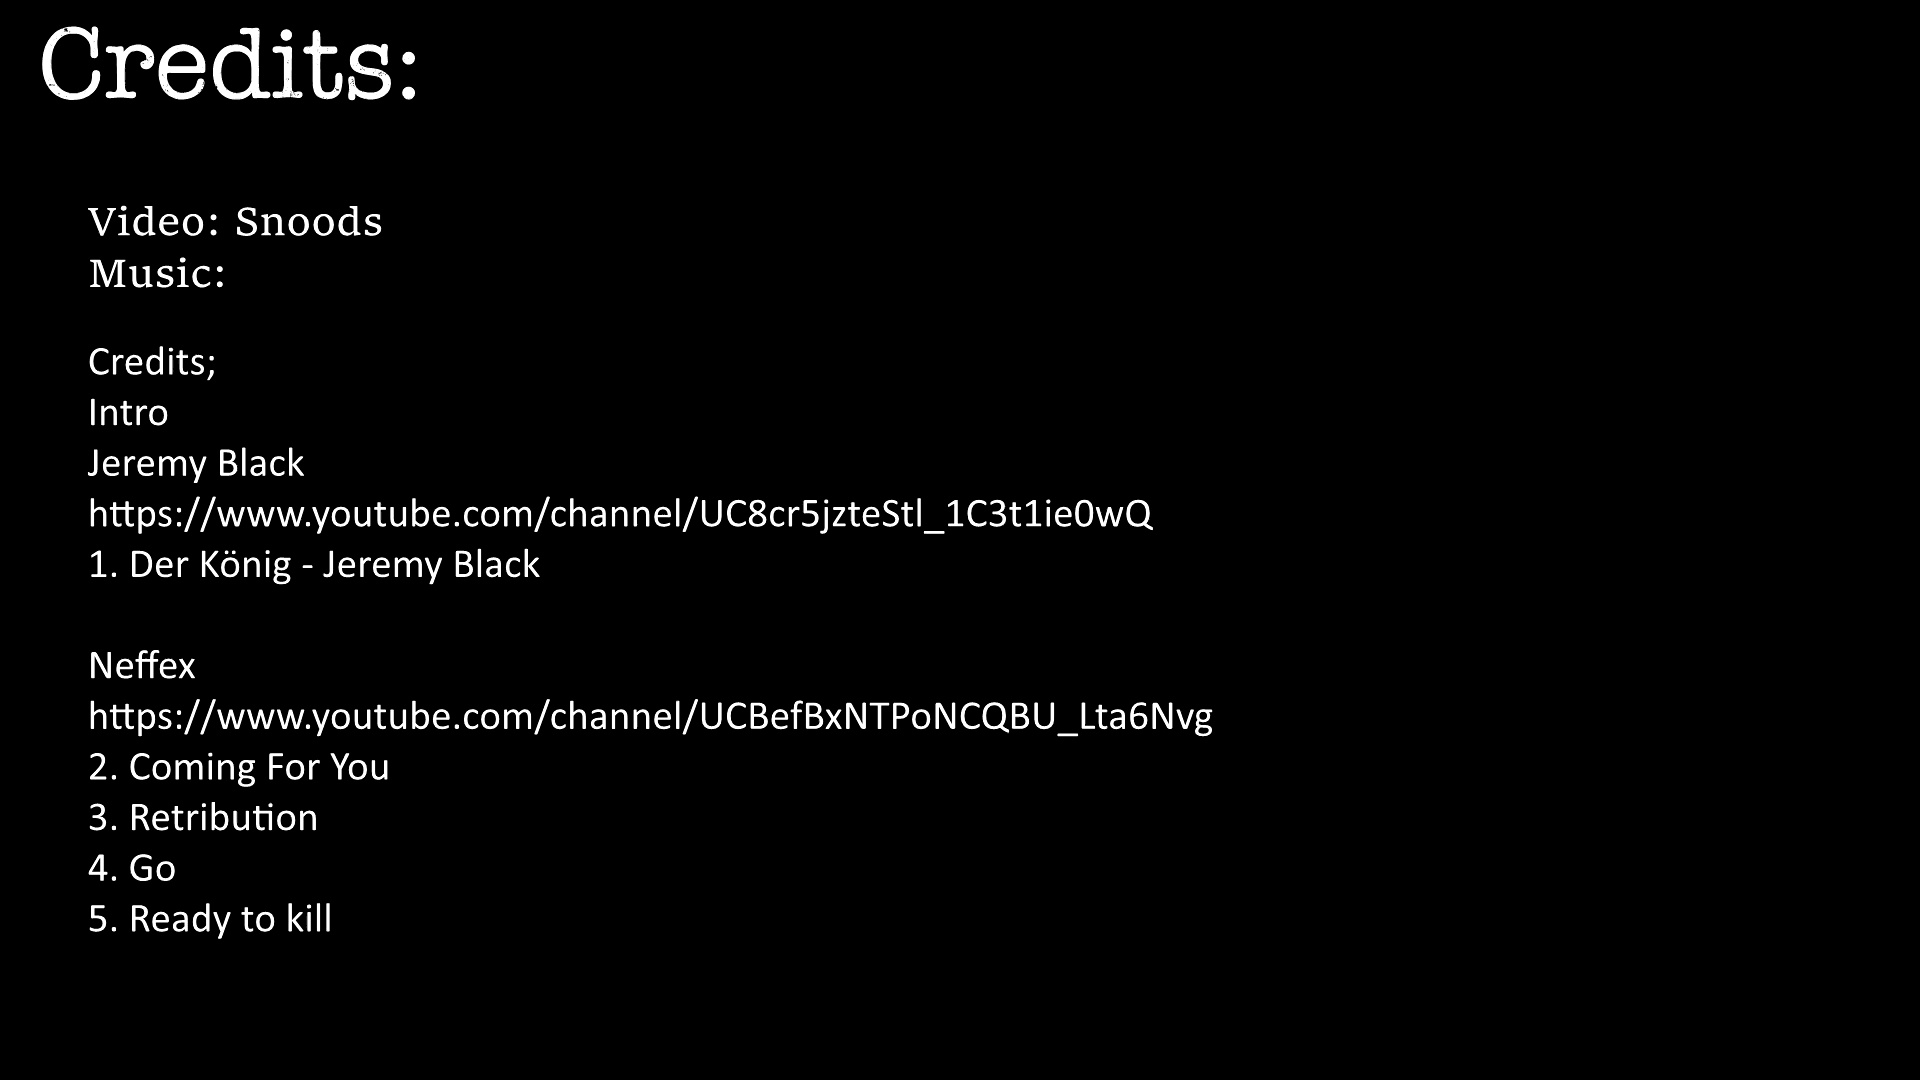 Credits:
Video: Snoods
Music:
Credits;
Intro
Jeremy Black
https://www.youtube.com/channel/UC8cr5jzteStl_1C3t1ie0wQ
1. Der König - Jeremy Black
Neffex
https://www.youtube.com/channel/UCBefBxNTPoNCQBU_Lta6Nvg
2. Coming For You
3. Retribution
4. Go
5. Ready to kill